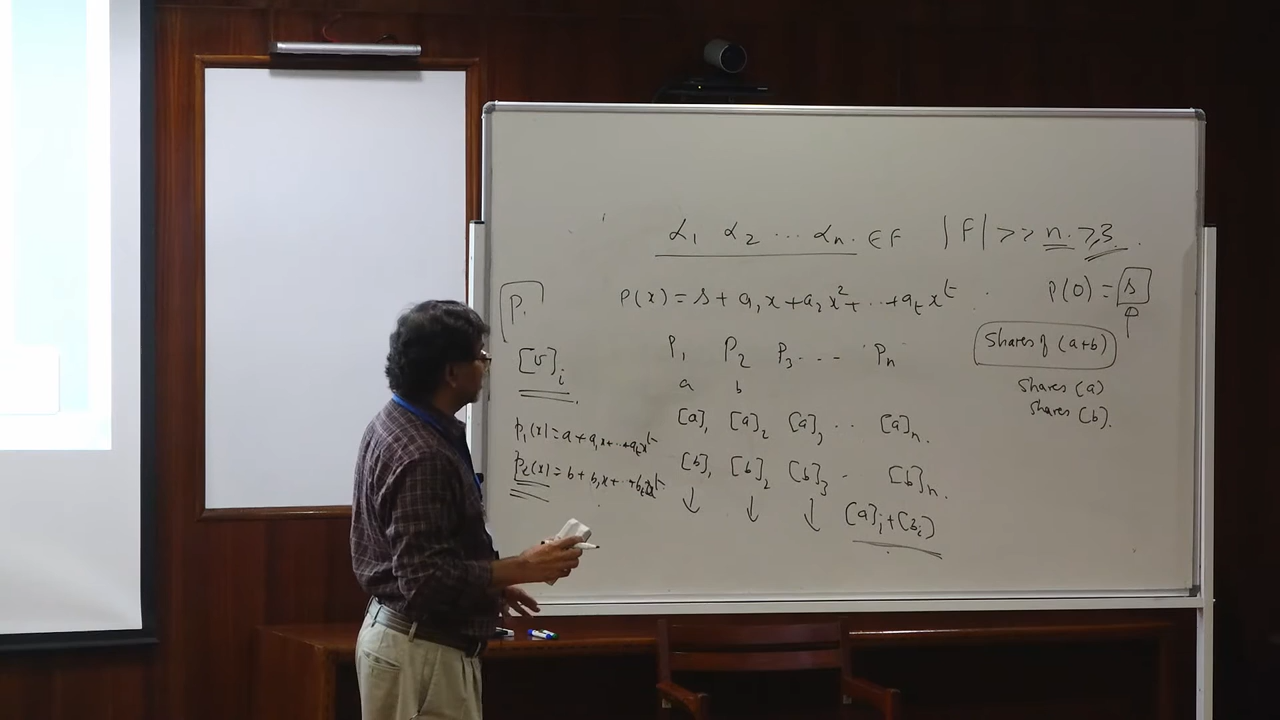 α₁ α₂ ... αₙ. ∈ F |F| >> n. ≥ 3.
P(x) = s + a₁x + a₂x² + ... + aₜxᵗ . P(0) = s
P₁ P₂ P₃ ... Pₙ
a b
[a]₁ [a]₂ [a]₃ .. [a]ₙ.
[b]₁ [b]₂ [b]₃ . [b]ₙ.
↓ ↓ ↓ [a]ᵢ + [bᵢ)
Pᵢ
[v]ᵢ.
p₁(x) = a + a₁x + ... + aₜxᵗ
p₂(x) = b + b₁x + ... + bₜxᵗ
Shares of (a+b)
Shares (a)
Shares (b).